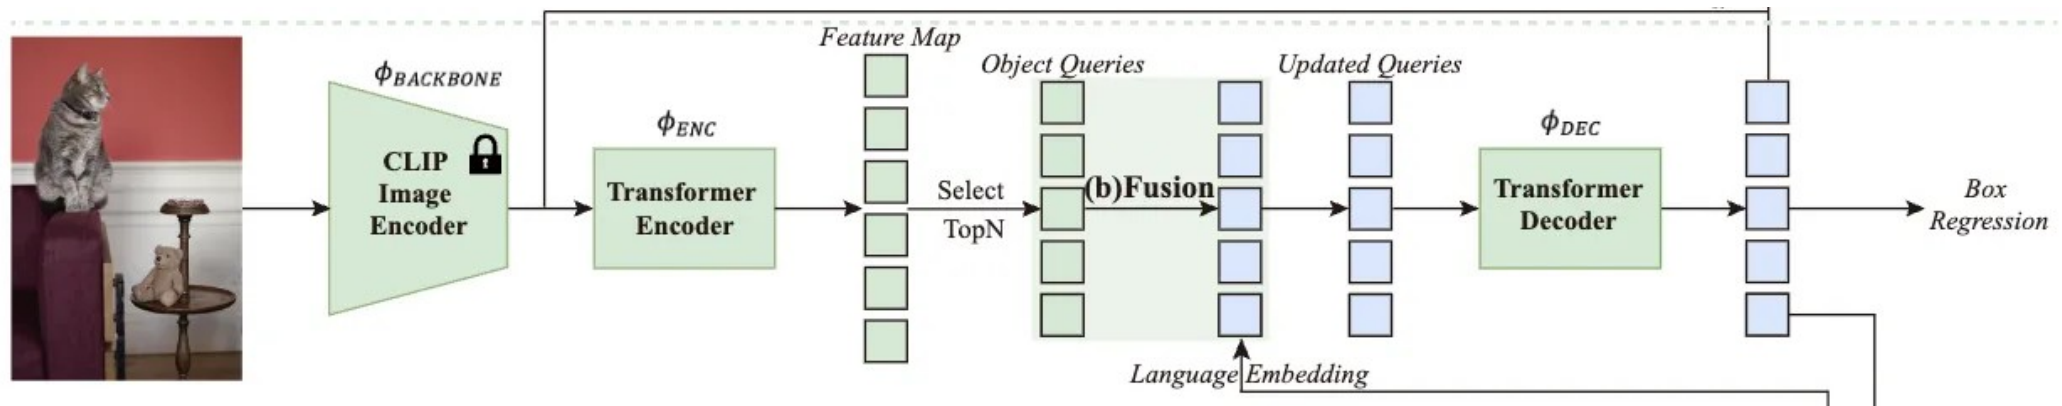 Feature Map
Object Queries
Updated Queries
ϕBACKBONE
ϕENC
ϕDEC
CLIP
Image
Encoder
Transformer
Encoder
Select
TopN
(b)Fusion
Transformer
Decoder
Box
Regression
Language Embedding